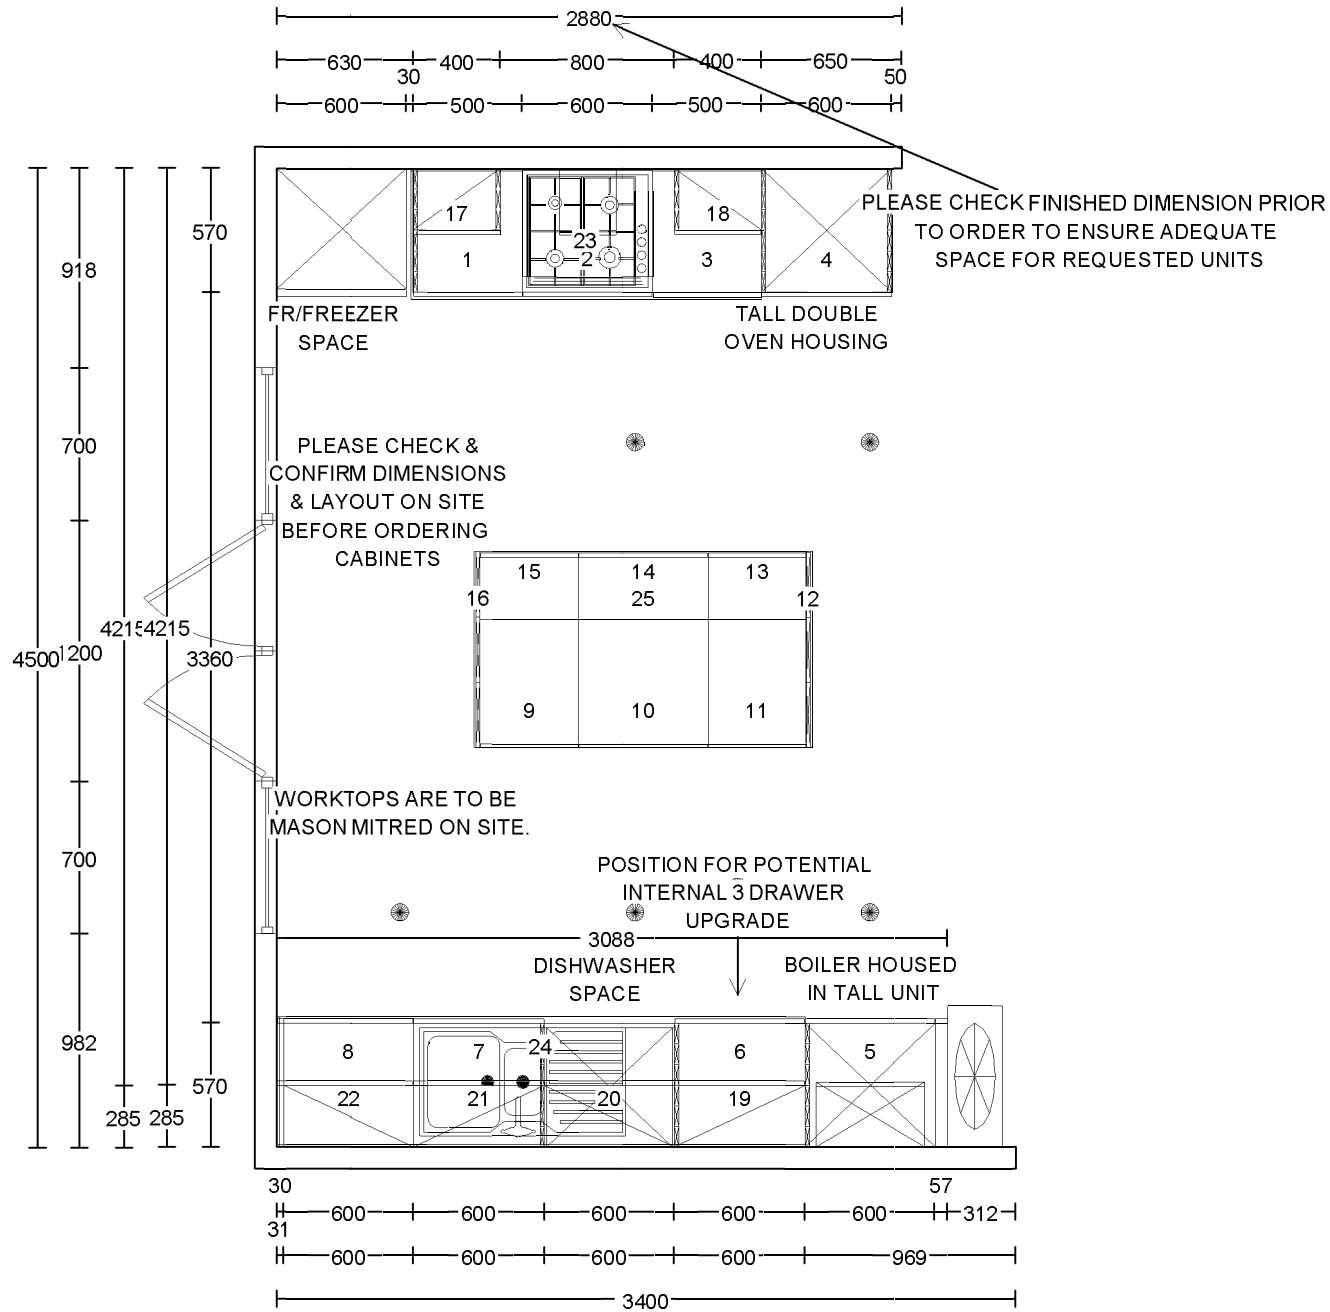 2880
630 400 800 400 650
30 50
600 500 600 500 600
570
918
17 18
23
1 2 3 4
PLEASE CHECK FINISHED DIMENSION PRIOR
TO ORDER TO ENSURE ADEQUATE
SPACE FOR REQUESTED UNITS
FR/FREEZER
SPACE
TALL DOUBLE
OVEN HOUSING
700
PLEASE CHECK &
CONFIRM DIMENSIONS
& LAYOUT ON SITE
BEFORE ORDERING
CABINETS
15 14 13
16 25 12
4215 4215
4500 1200 3360
9 10 11
WORKTOPS ARE TO BE
MASON MITRED ON SITE.
700
POSITION FOR POTENTIAL
INTERNAL 3 DRAWER
UPGRADE
3088
DISHWASHER
SPACE
BOILER HOUSED
IN TALL UNIT
982
8 7 24 6 5
570
22 21 20 19
285 285
30 57
600 600 600 600 600 312
31
600 600 600 600 969
3400